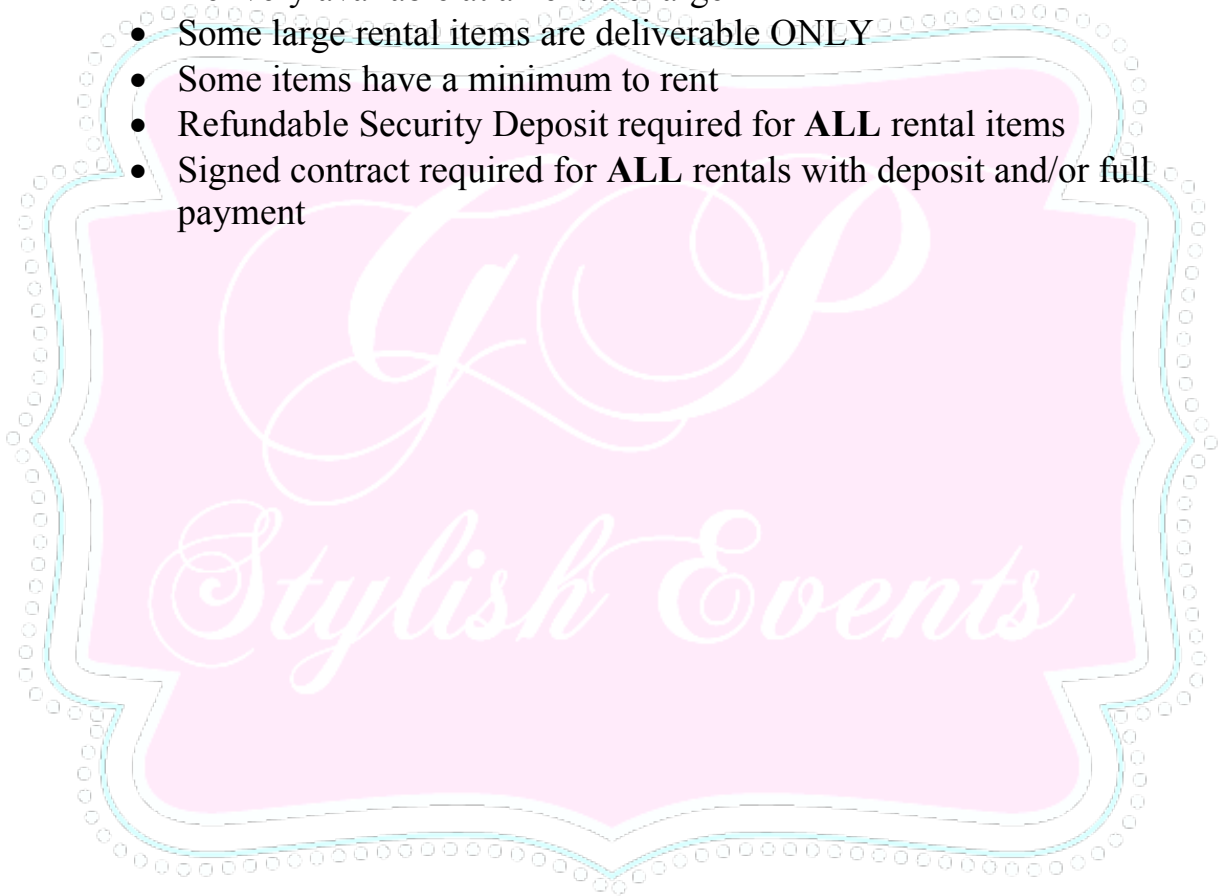 • Some large rental items are deliverable ONLY
• Some items have a minimum to rent
• Refundable Security Deposit required for ALL rental items
• Signed contract required for ALL rentals with deposit and/or full
payment
GP
Stylish Events